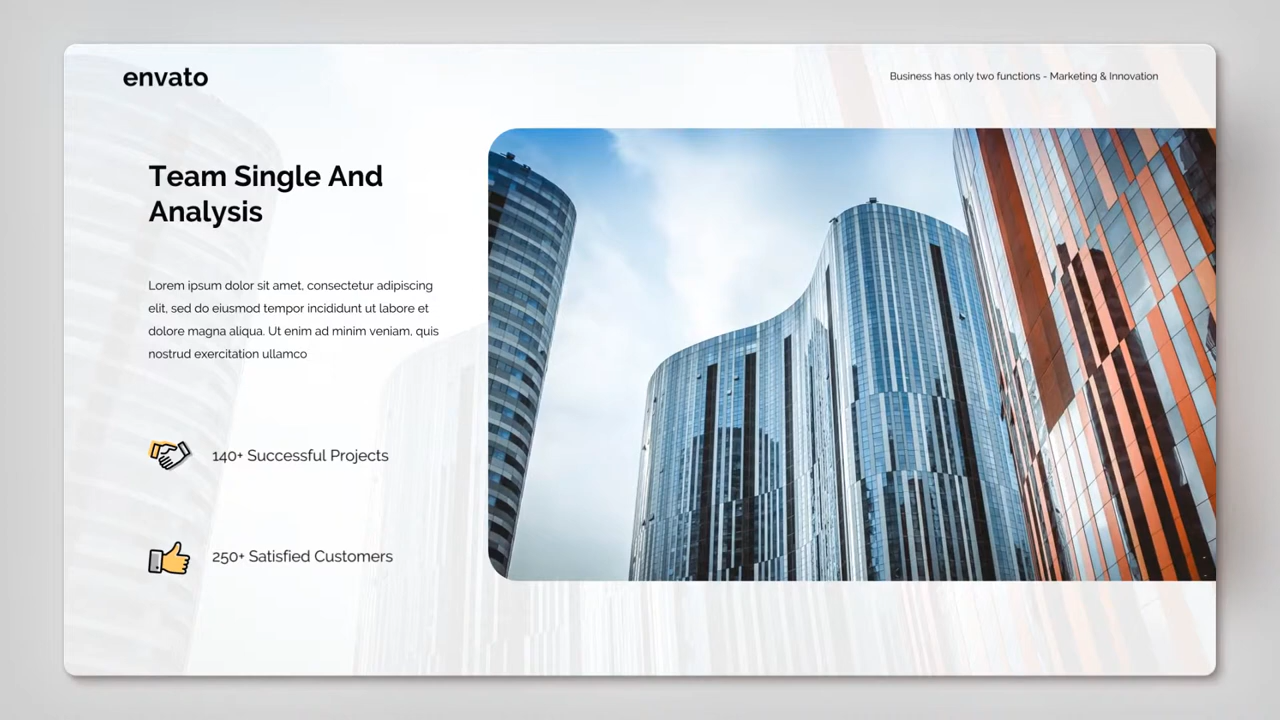 envato
Business has only two functions - Marketing & Innovation
Team Single And
Analysis
Lorem ipsum dolor sit amet, consectetur adipiscing
elit, sed do eiusmod tempor incididunt ut labore et
dolore magna aliqua. Ut enim ad minim veniam, quis
nostrud exercitation ullamco
140+ Successful Projects
250+ Satisfied Customers